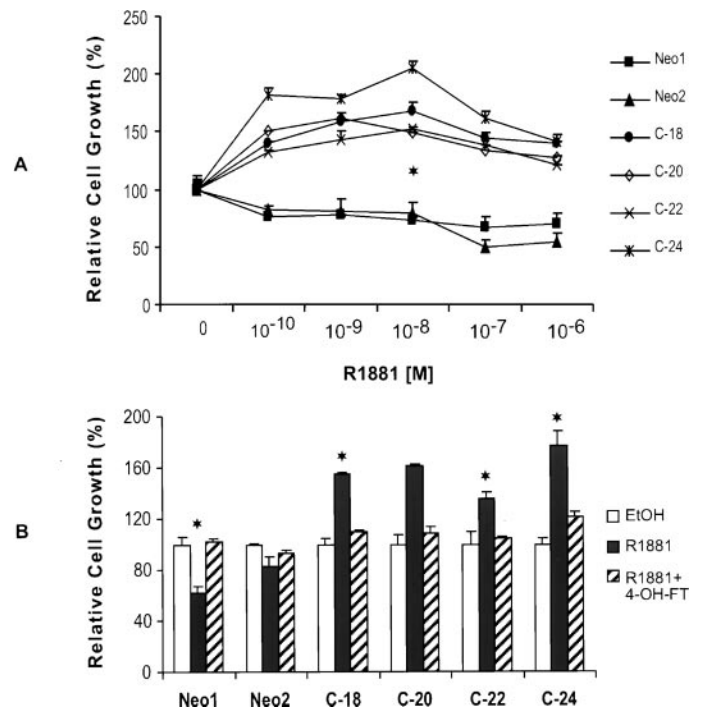 A
Relative Cell Growth (%)
250
200
150
100
50
0
0 10-10 10-9 10-8 10-7 10-6
R1881 [M]
Neo1
Neo2
C-18
C-20
C-22
C-24
B
Relative Cell Growth (%)
200
160
120
80
40
0
Neo1 Neo2 C-18 C-20 C-22 C-24
EtOH
R1881
R1881+
4-OH-FT